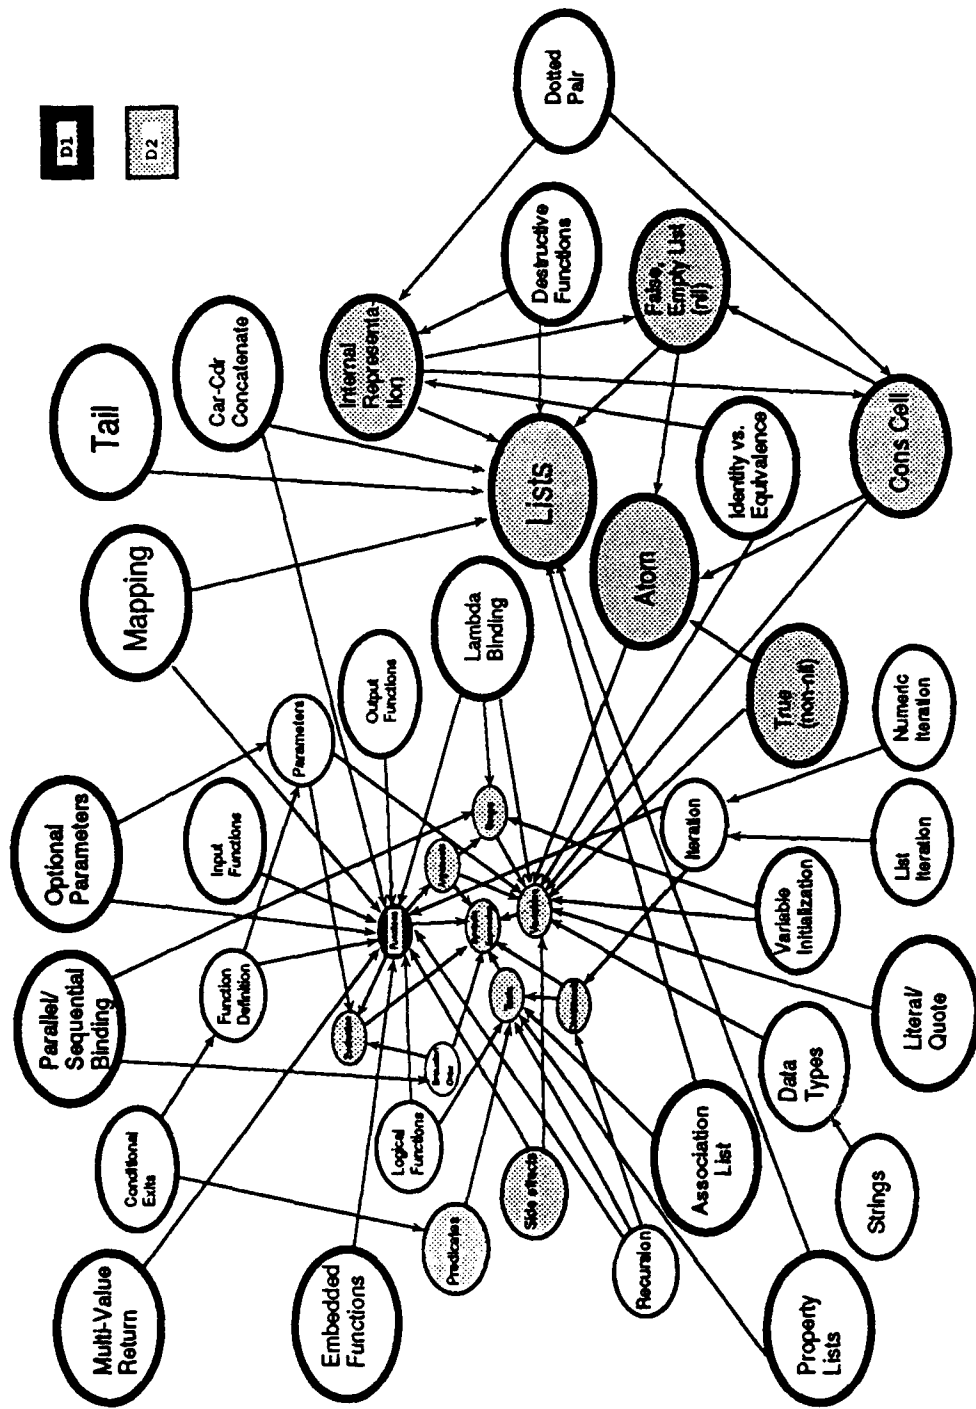 Multi-Value
Return
Parallel/
Sequential
Binding
Optional
Parameters
Tail
D1
Conditional
Exits
Mapping
D2
Function
Definition
Input
Functions
Car-Cdr
Concatenate
Parameters
Embedded
Functions
Output
Functions
Internal
Representa-
tion
Functions
Logical
Functions
Predicates
Lambda
Binding
Side effects
Tests
Variables
Lists
Destructive
Functions
Dotted
Pair
Recursion
Atom
False,
Empty List
(nil)
Association
List
Iteration
Identity vs.
Equivalence
Property
Lists
Data
Types
Variable
Initialization
True
(non-nil)
Strings
Literal/
Quote
List
Iteration
Numeric
Iteration
Cons Cell